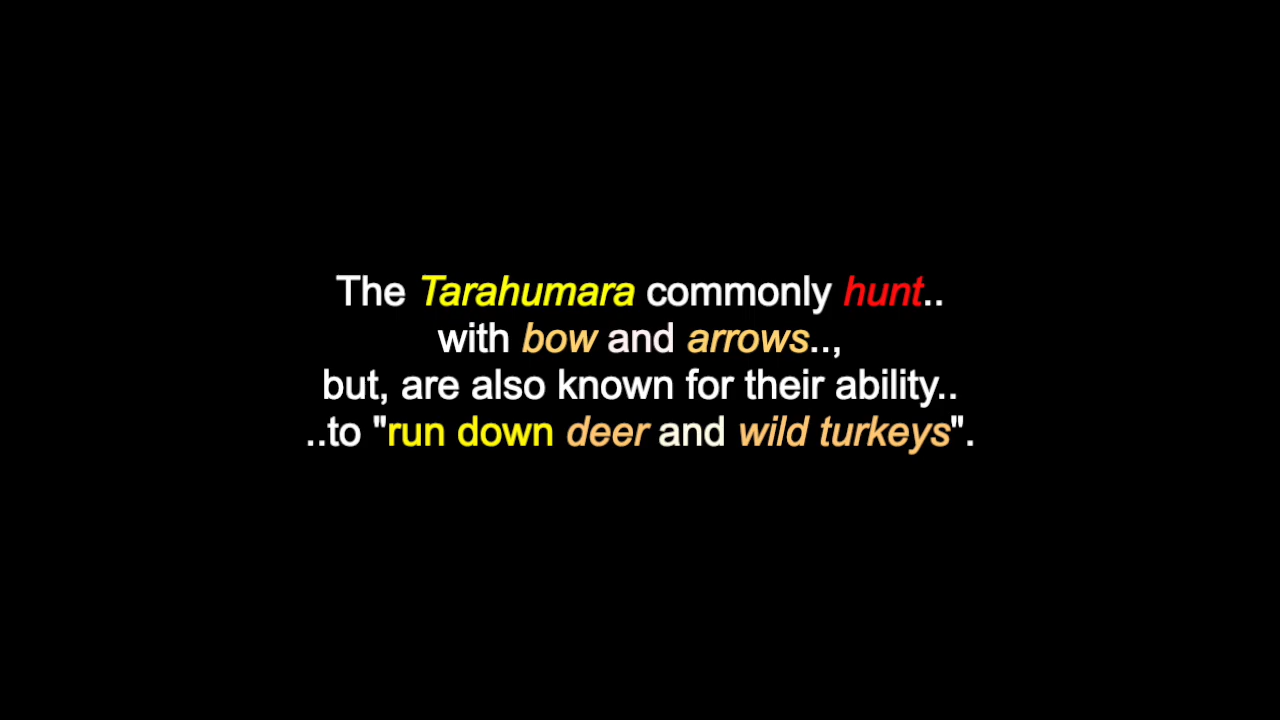 The Tarahumara commonly hunt..
with bow and arrows..,
but, are also known for their ability..
..to "run down deer and wild turkeys".